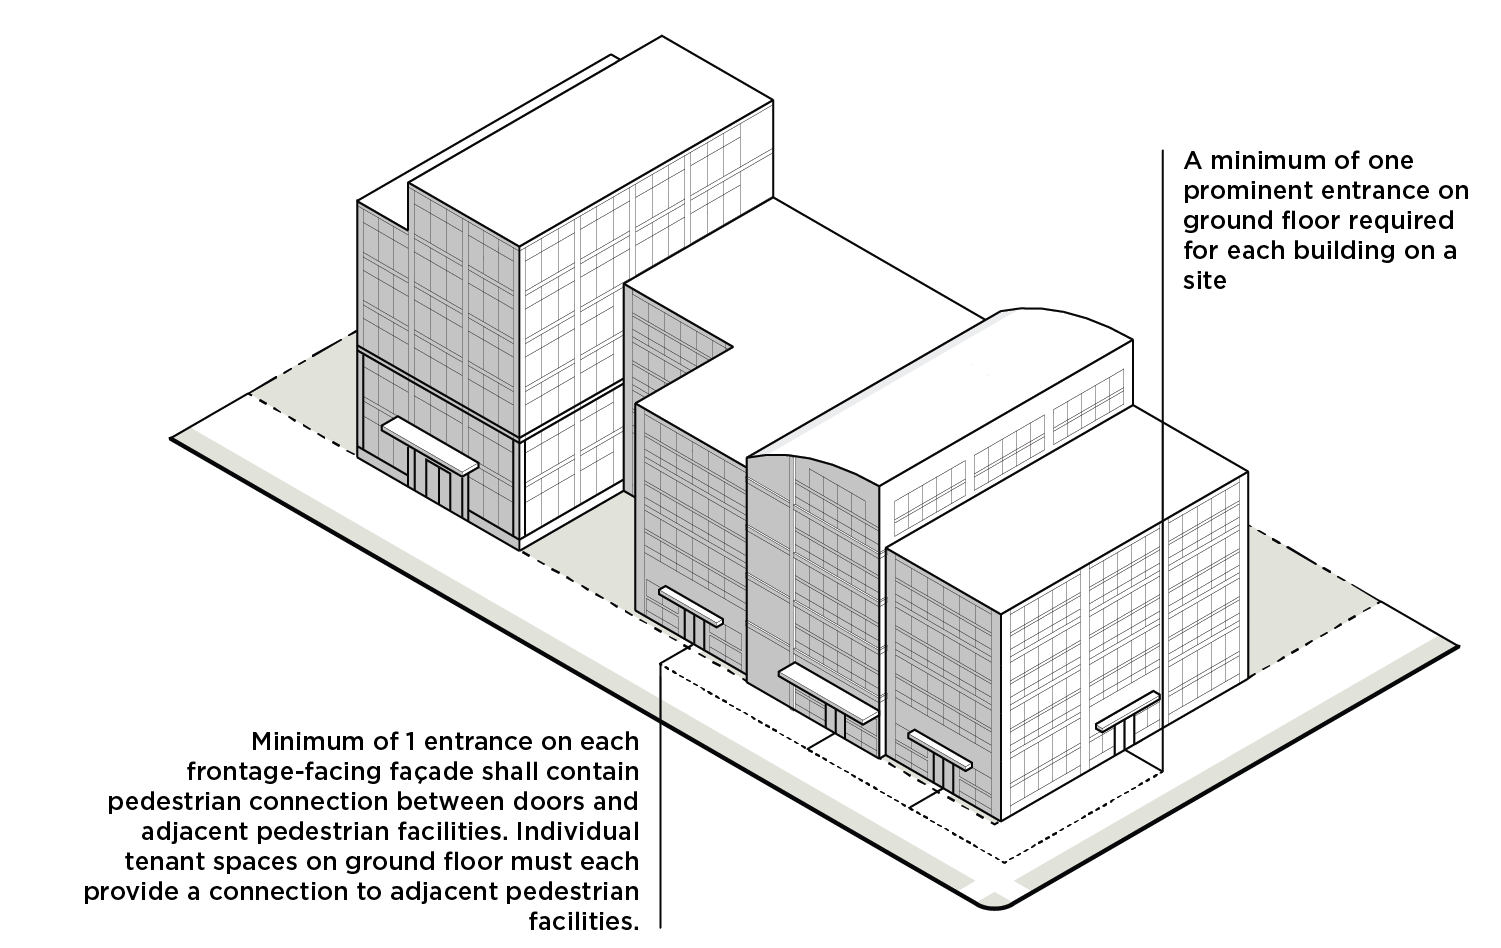 A minimum of one
prominent entrance on
ground floor required
for each building on a
site
Minimum of 1 entrance on each
frontage-facing façade shall contain
pedestrian connection between doors and
adjacent pedestrian facilities. Individual
tenant spaces on ground floor must each
provide a connection to adjacent pedestrian
facilities.